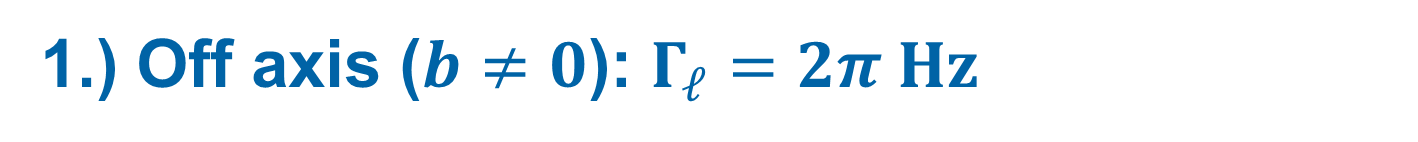 1.) Off axis (b ≠ 0): Γℓ = 2π Hz